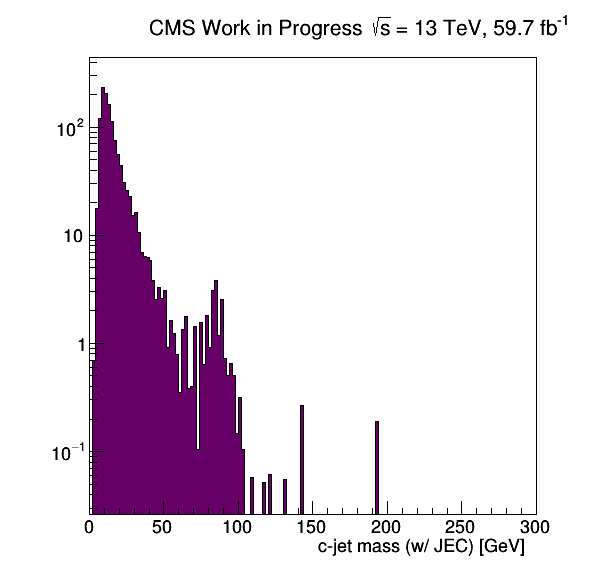 CMS Work in Progress √s = 13 TeV, 59.7 fb⁻¹
10²
10
1
10⁻¹
0 50 100 150 200 250 300
c-jet mass (w/ JEC) [GeV]